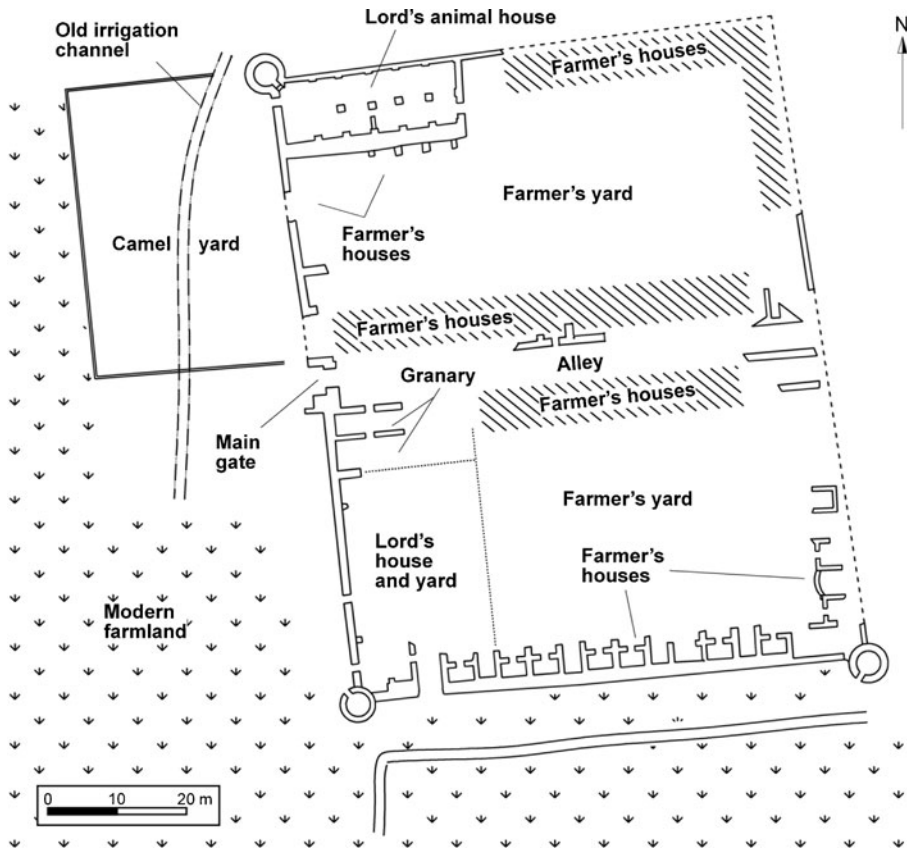 Lord's animal house
Old irrigation
channel
N
Farmer's houses
Farmer's yard
Camel yard
Farmer's
houses
Farmer's houses
Alley
Granary
Farmer's houses
Main
gate
Farmer's yard
Lord's
house
and yard
Farmer's
houses
Modern
farmland
0 10 20 m